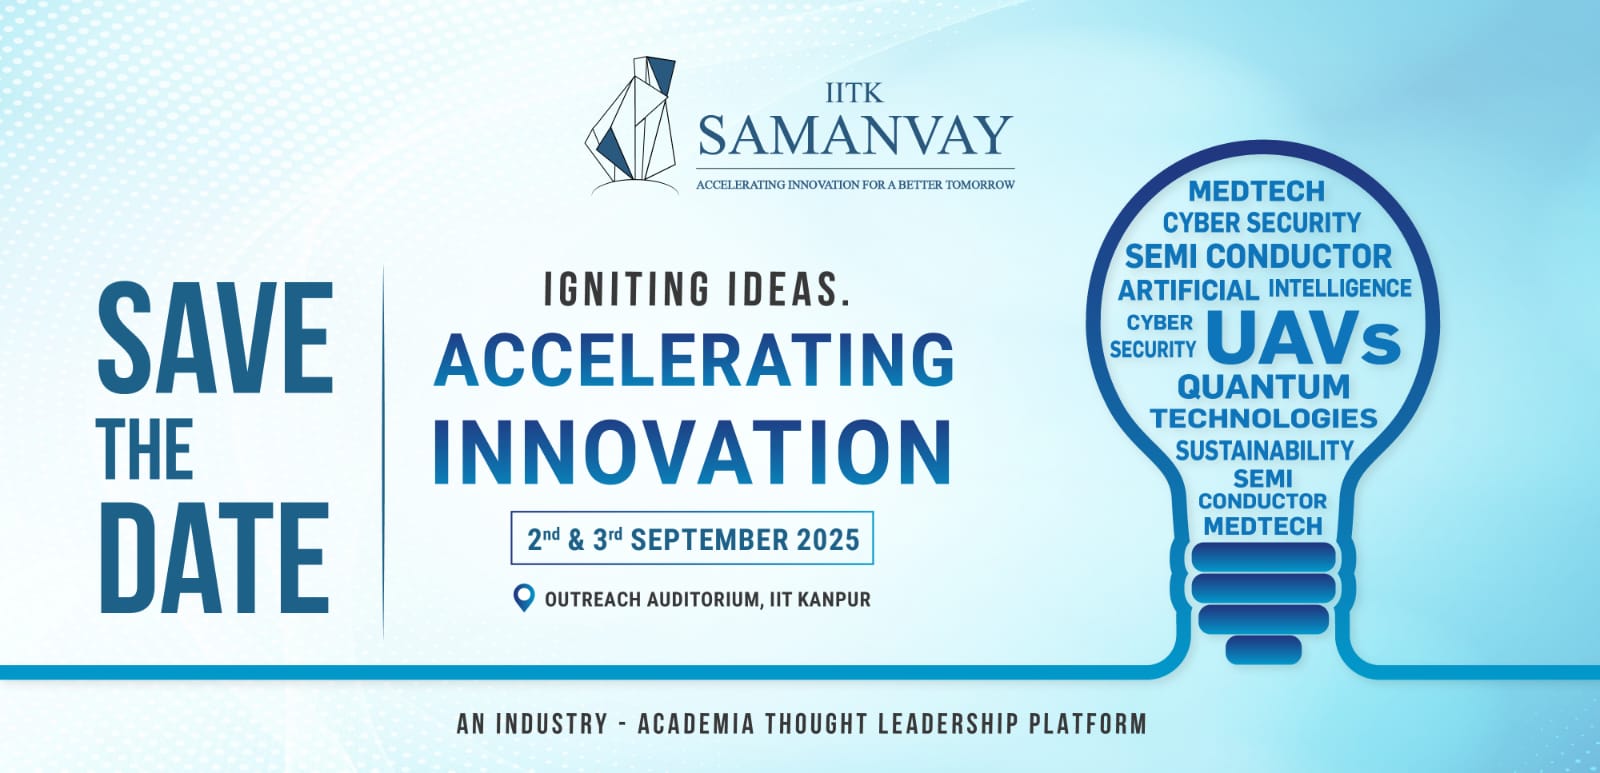 IITK
SAMANVAY
ACCELERATING INNOVATION FOR A BETTER TOMORROW
SAVE
THE
DATE
IGNITING IDEAS.
ACCELERATING
INNOVATION
2nd & 3rd SEPTEMBER 2025
OUTREACH AUDITORIUM, IIT KANPUR
MEDTECH
CYBER SECURITY
SEMI CONDUCTOR
ARTIFICIAL INTELLIGENCE
CYBER
SECURITY
UAVs
QUANTUM
TECHNOLOGIES
SUSTAINABILITY
SEMI
CONDUCTOR
MEDTECH
AN INDUSTRY - ACADEMIA THOUGHT LEADERSHIP PLATFORM